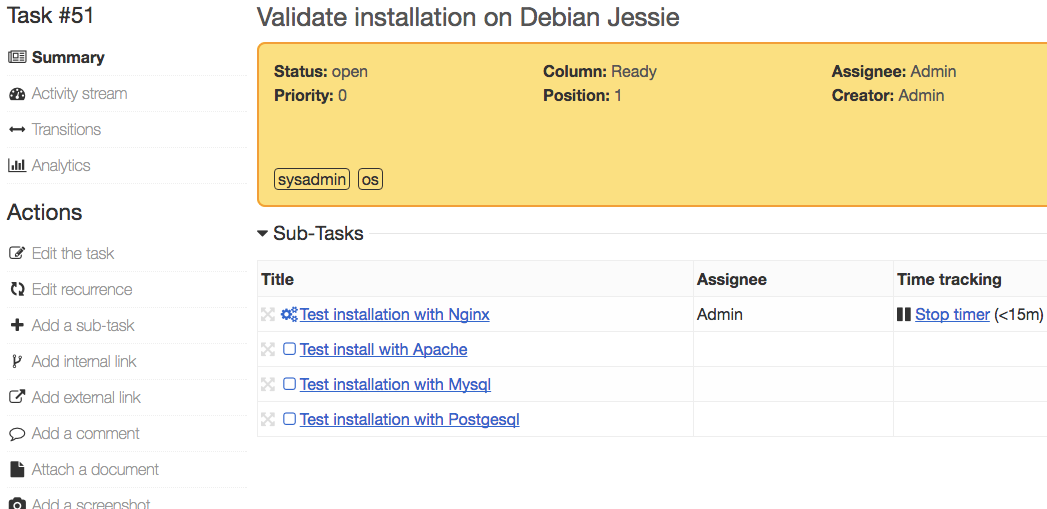 Task #51
Summary
Activity stream
Transitions
Analytics
Actions
Edit the task
Edit recurrence
Add a sub-task
Add internal link
Add external link
Add a comment
Attach a document
Add a screenshot
Validate installation on Debian Jessie
Status: open Column: Ready Assignee: Admin
Priority: 0 Position: 1 Creator: Admin
sysadmin os
Sub-Tasks
Title Assignee Time tracking
Test installation with Nginx Admin Stop timer (<15m)
Test install with Apache
Test installation with Mysql
Test installation with Postgesql